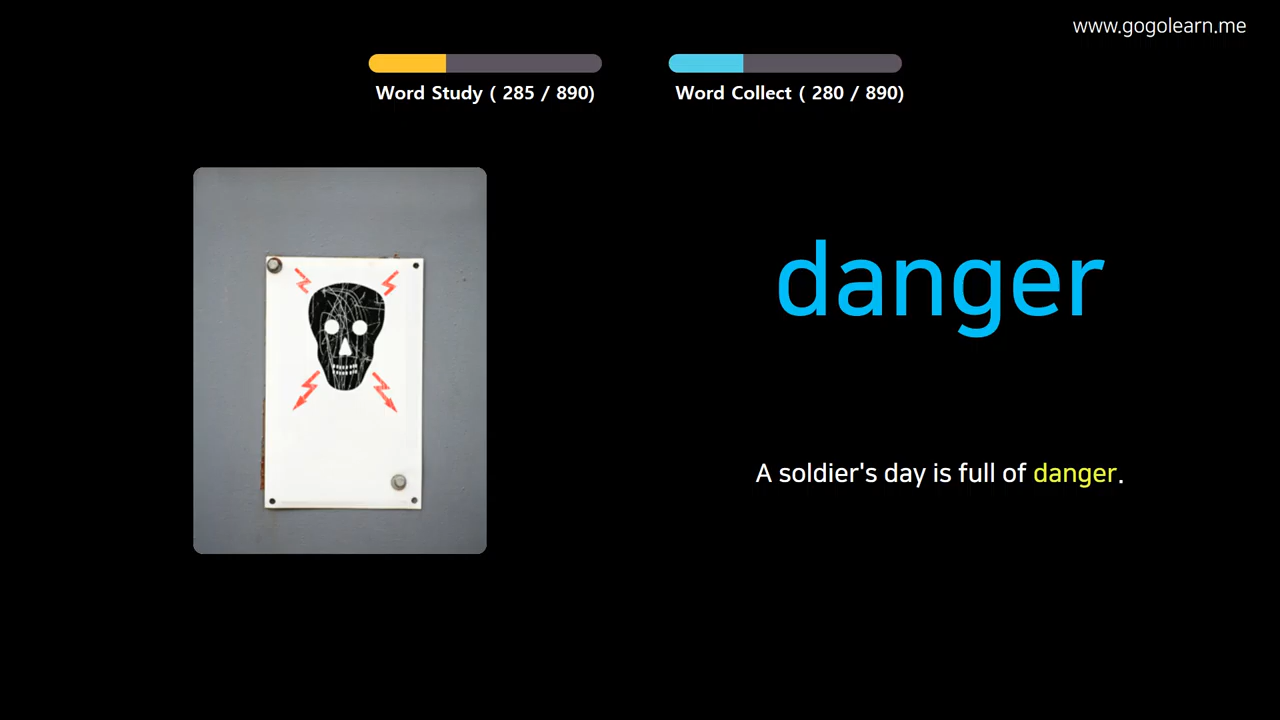 www.gogolearn.me
Word Study ( 285 / 890)
Word Collect ( 280 / 890)
danger
A soldier's day is full of danger.